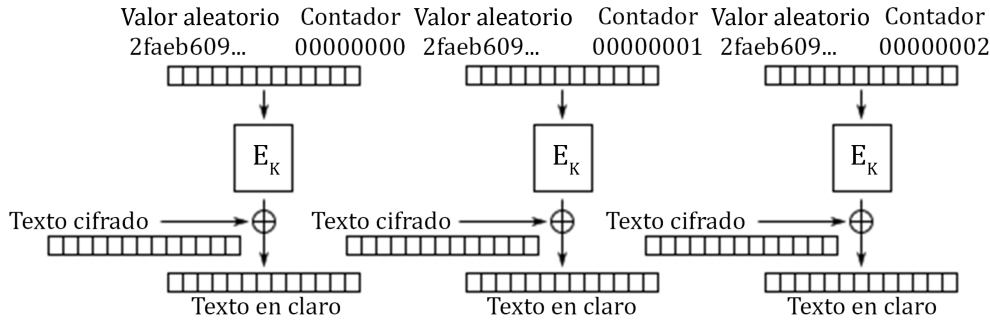 Valor aleatorio Contador Valor aleatorio Contador Valor aleatorio Contador
2faeb609... 00000000 2faeb609... 00000001 2faeb609... 00000002
E_K E_K E_K
Texto cifrado Texto cifrado Texto cifrado
Texto en claro Texto en claro Texto en claro